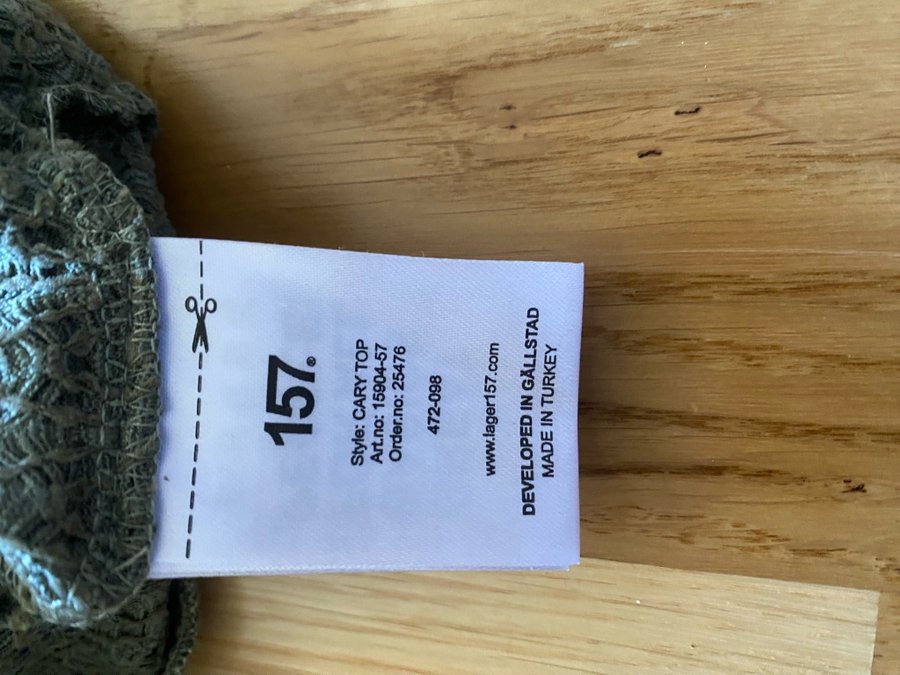 157®
Style: CARY TOP
Art.no: 15904-57
Order.no: 25476
472-098
www.lager157.com
DEVELOPED IN GÄLLSTAD
MADE IN TURKEY